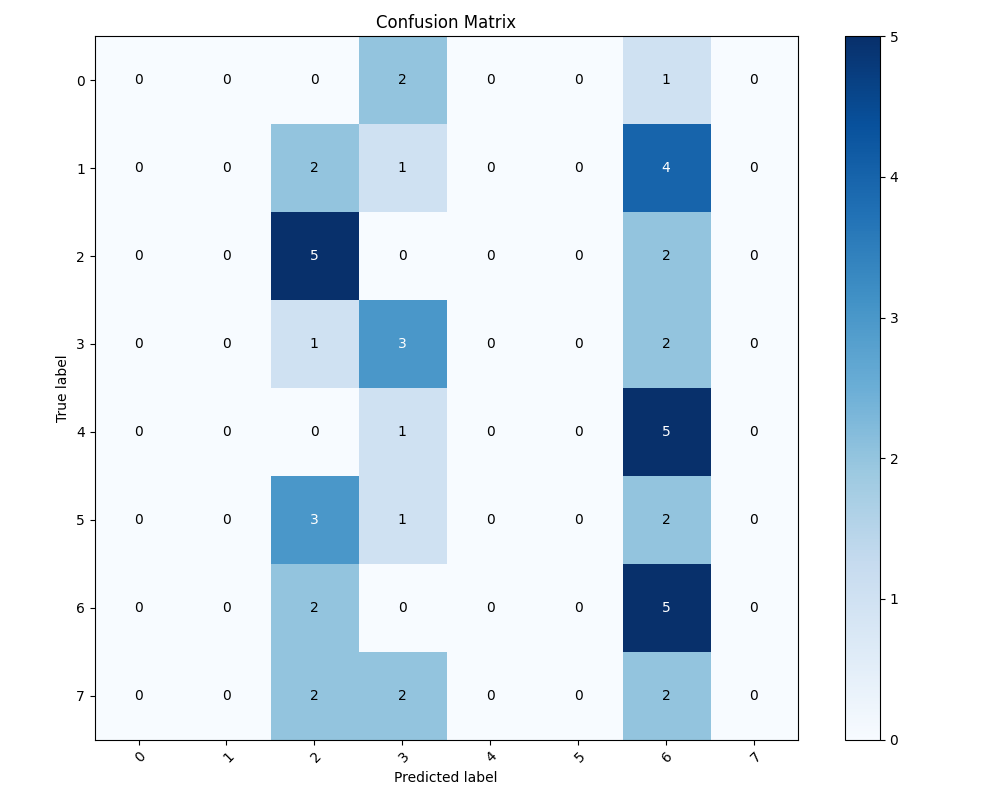 Confusion Matrix
0 0 0 0 2 0 0 1 0
1 0 0 2 1 0 0 4 0
2 0 0 5 0 0 0 2 0
3 0 0 1 3 0 0 2 0
4 0 0 0 1 0 0 5 0
5 0 0 3 1 0 0 2 0
6 0 0 2 0 0 0 5 0
7 0 0 2 2 0 0 2 0
0 1 2 3 4 5 6 7
True label
Predicted label
5
4
3
2
1
0